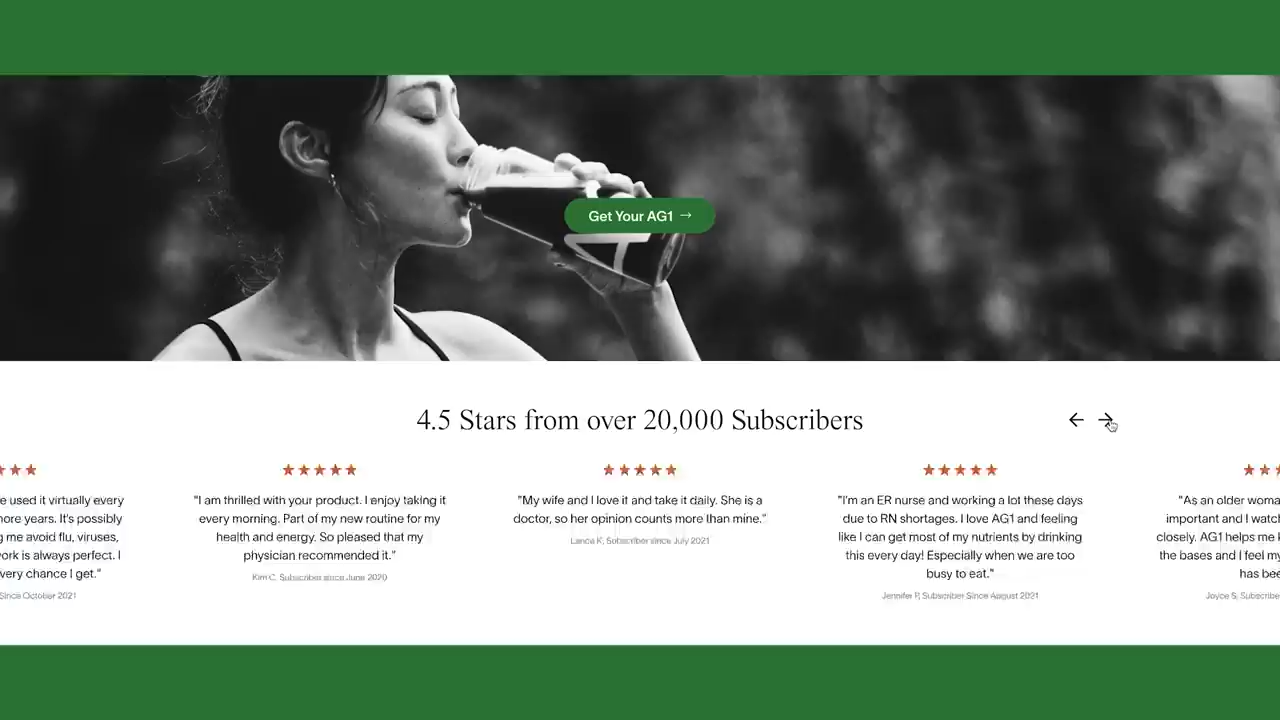 Get Your AG1 →
4.5 Stars from over 20,000 Subscribers
e used it virtually every
ore years. It's possibly
g me avoid flu, viruses,
ork is always perfect. I
very chance I get."
Since October 2021
"I am thrilled with your product. I enjoy taking it
every morning. Part of my new routine for my
health and energy. So pleased that my
physician recommended it."
Kim C, Subscriber since June 2020
"My wife and I love it and take it daily. She is a
doctor, so her opinion counts more than mine."
K, Subscriber since July 2021
"I'm an ER nurse and working a lot these days
due to RN shortages. I love AG1 and feeling
like I can get most of my nutrients by drinking
this every day! Especially when we are too
busy to eat."
Jennifer P, Subscriber Since August 2021
"As an older woma
important and I watc
closely. AG1 helps me k
the bases and I feel my
has bee
Joyce S, Subscribe